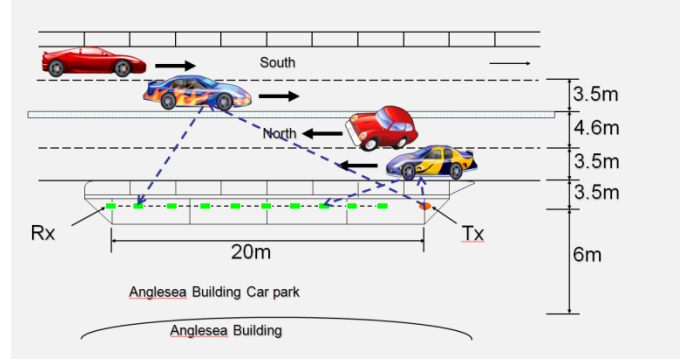 South
3.5m
4.6m
North
3.5m
3.5m
Rx
Tx
20m
6m
Anglesea Building Car park
Anglesea Building